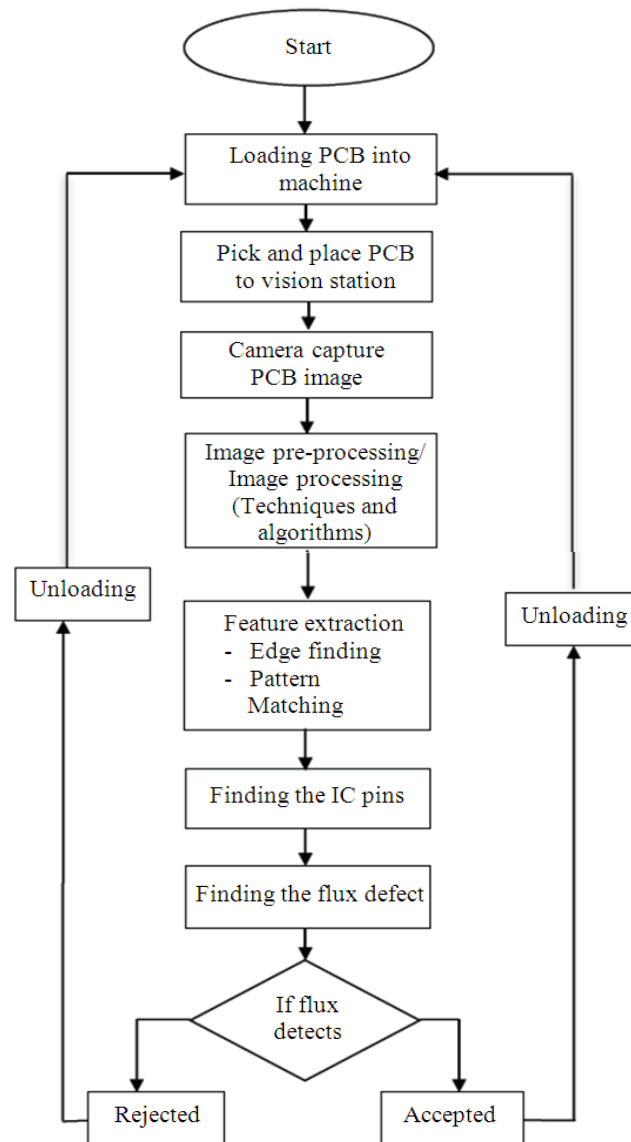 Start
Loading PCB into
machine
Pick and place PCB
to vision station
Camera capture
PCB image
Image pre-processing/
Image processing
(Techniques and
algorithms)
Unloading
Unloading
Feature extraction
- Edge finding
- Pattern
Matching
Finding the IC pins
Finding the flux defect
If flux
detects
Rejected
Accepted